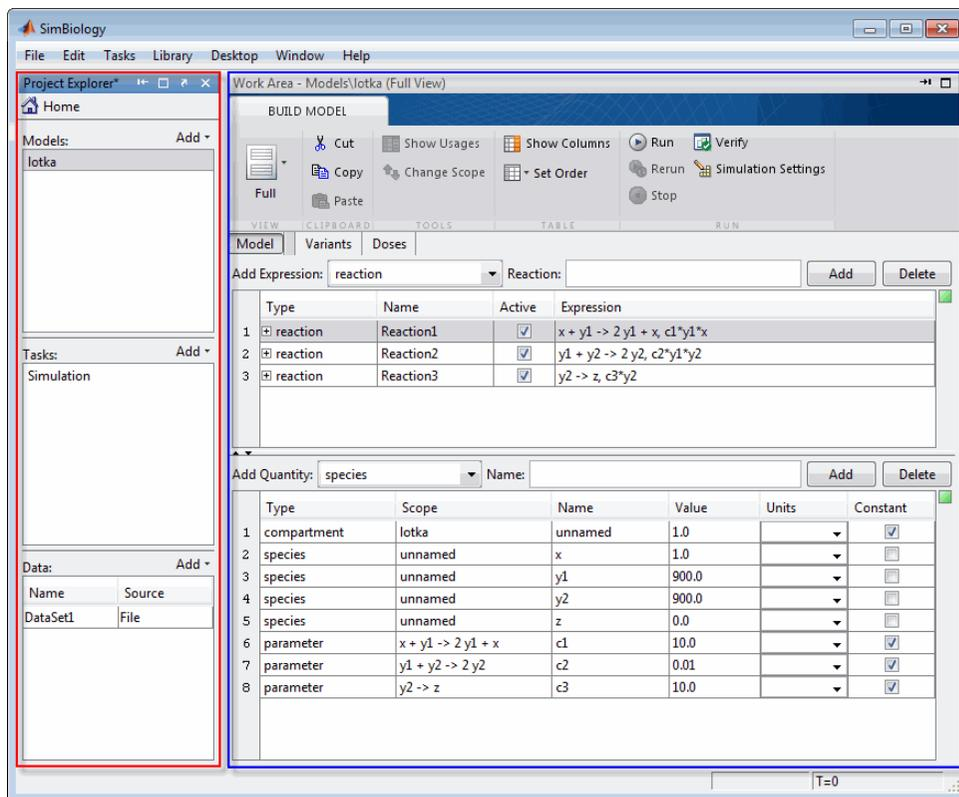 SimBiology
File Edit Tasks Library Desktop Window Help
Project Explorer*
Home
Models: Add
lotka
Tasks: Add
Simulation
Data: Add
Name Source
DataSet1 File
Work Area - Models\lotka (Full View)
BUILD MODEL
Full
VIEW
Cut
Copy
Paste
CLIPBOARD
Show Usages
Change Scope
TOOLS
Show Columns
Set Order
TABLE
Run Verify
Rerun Simulation Settings
Stop
RUN
Model Variants Doses
Add Expression: reaction Reaction: Add Delete
Type Name Active Expression
1 reaction Reaction1 x + y1 -> 2 y1 + x, c1*y1*x
2 reaction Reaction2 y1 + y2 -> 2 y2, c2*y1*y2
3 reaction Reaction3 y2 -> z, c3*y2
Add Quantity: species Name: Add Delete
Type Scope Name Value Units Constant
1 compartment lotka unnamed 1.0
2 species unnamed x 1.0
3 species unnamed y1 900.0
4 species unnamed y2 900.0
5 species unnamed z 0.0
6 parameter x + y1 -> 2 y1 + x c1 10.0
7 parameter y1 + y2 -> 2 y2 c2 0.01
8 parameter y2 -> z c3 10.0
T=0